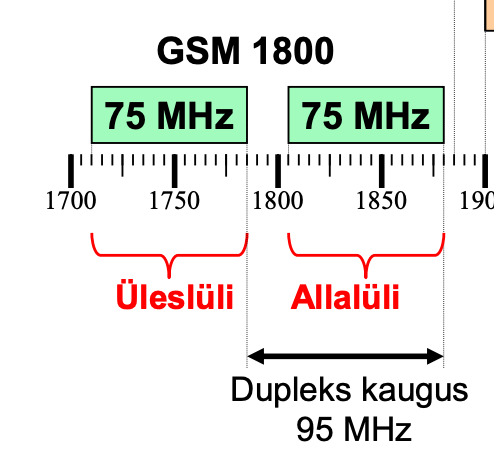 GSM 1800
75 MHz 75 MHz
1700 1750 1800 1850 190
Üleslüli Allalüli
Dupleks kaugus
95 MHz